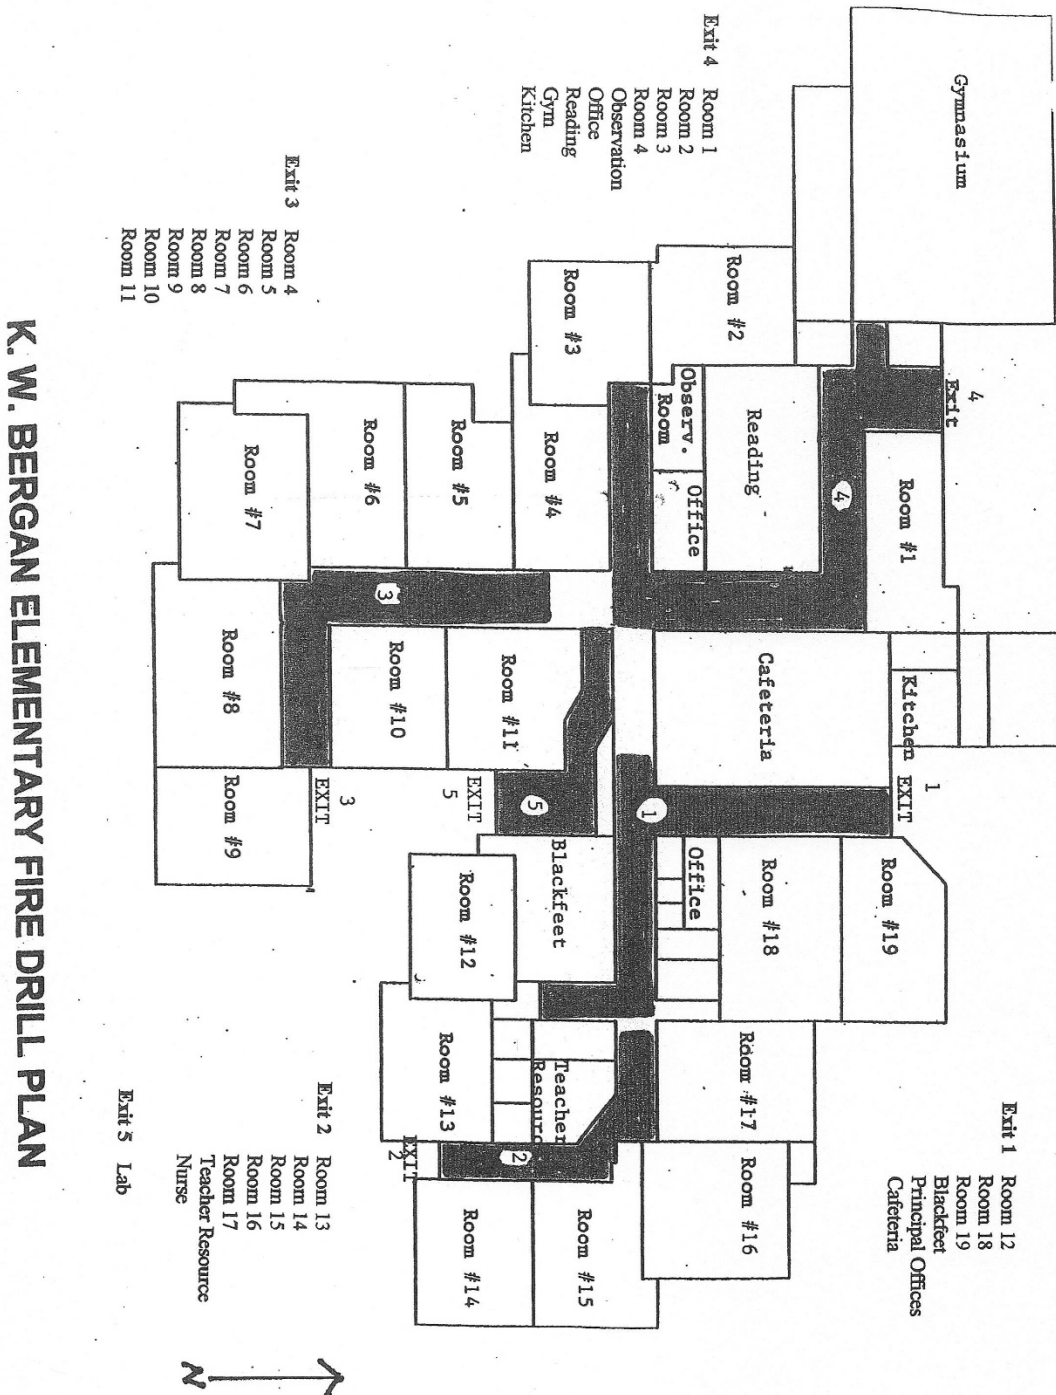 Gymnasium
Exit 4 Room 1
Room 2
Room 3
Room 4
Observation
Office
Reading
Gym
Kitchen
Exit 3 Room 4
Room 5
Room 6
Room 7
Room 8
Room 9
Room 10
Room 11
4
Exit
Room #1
4
Reading
Room #2
Observ.
Room
Office
Room #3
Room #4
Room #5
Room #6
Room #7
3
Kitchen
Cafeteria
Room #11
Room #10
Room #8
1
EXIT
1
5
EXIT
5
3
EXIT
Room #9
Room #19
Room #18
Office
Blackfeet
Room #12
Room #17
Teacher
Resourc
Room #13
EXIT
2
2
Room #16
Room #15
Room #14
Exit 1 Room 12
Room 18
Room 19
Blackfeet
Principal Offices
Cafeteria
Exit 2 Room 13
Room 14
Room 15
Room 16
Room 17
Teacher Resource
Nurse
Exit 5 Lab
N
K. W. BERGAN ELEMENTARY FIRE DRILL PLAN